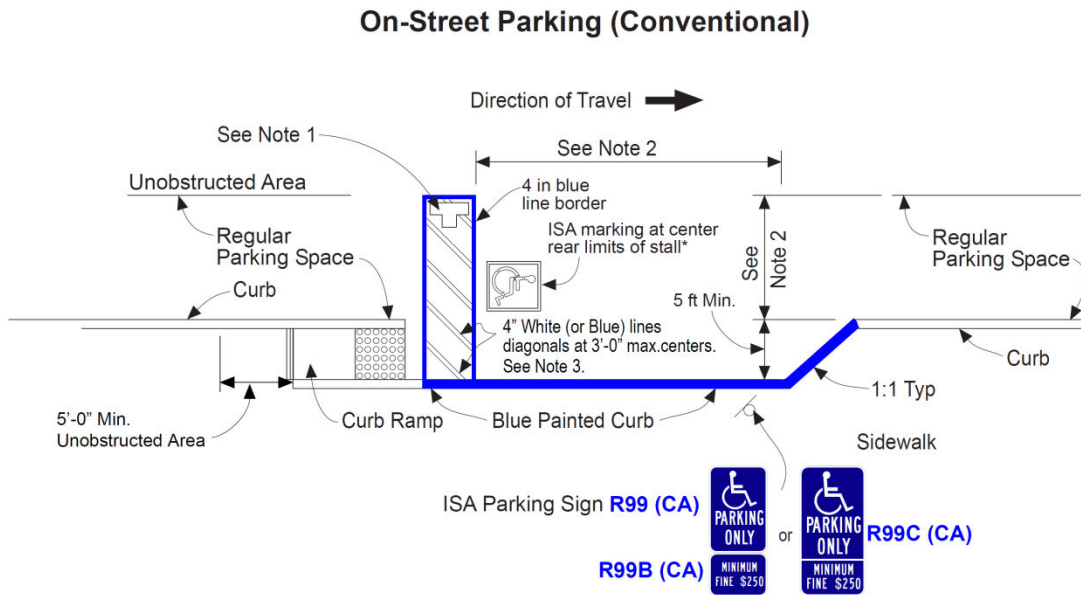 On-Street Parking (Conventional)
Direction of Travel
See Note 1
See Note 2
Unobstructed Area
4 in blue
line border
ISA marking at center
rear limits of stall*
Regular
Parking Space
See
Note 2
Regular
Parking Space
Curb
5 ft Min.
4" White (or Blue) lines
diagonals at 3'-0" max.centers.
See Note 3.
Curb
1:1 Typ
5'-0" Min.
Unobstructed Area
Curb Ramp
Blue Painted Curb
Sidewalk
ISA Parking Sign R99 (CA)
PARKING
ONLY
or
PARKING
ONLY
R99C (CA)
R99B (CA)
MINIMUM
FINE $250
MINIMUM
FINE $250